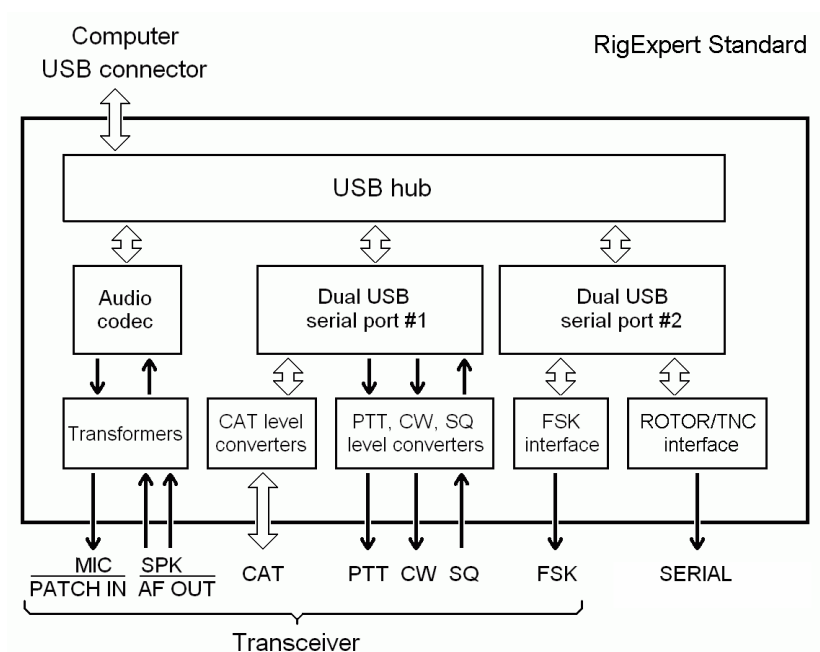 Computer
USB connector
RigExpert Standard
USB hub
Audio
codec
Dual USB
serial port #1
Dual USB
serial port #2
Transformers
CAT level
converters
PTT, CW, SQ
level converters
FSK
interface
ROTOR/TNC
interface
MIC
PATCH IN
SPK
AF OUT
CAT
PTT
CW
SQ
FSK
SERIAL
Transceiver